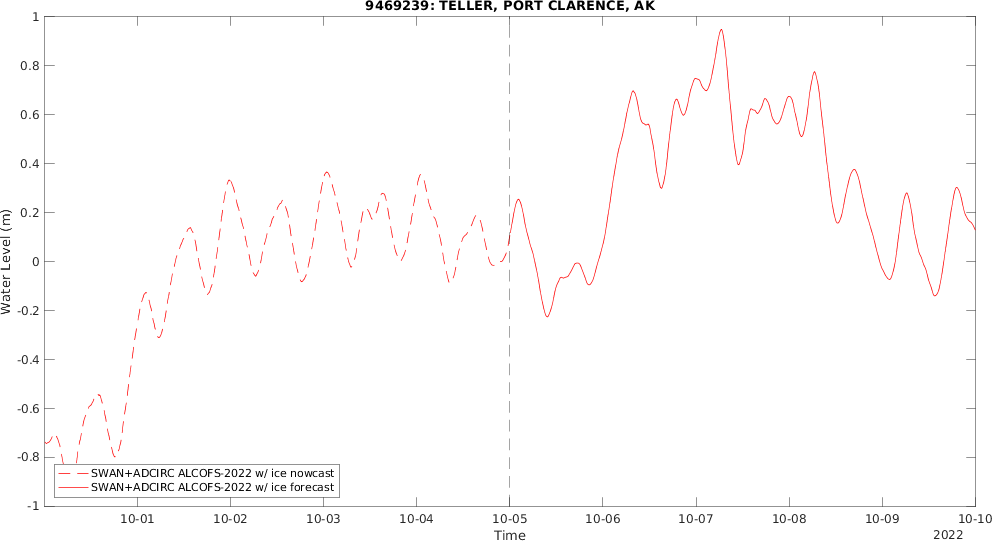 9469239: TELLER, PORT CLARENCE, AK
1
0.8
0.6
0.4
0.2
0
-0.2
-0.4
-0.6
-0.8
-1
Water Level (m)
SWAN+ADCIRC ALCOFS-2022 w/ ice nowcast
SWAN+ADCIRC ALCOFS-2022 w/ ice forecast
10-01 10-02 10-03 10-04 10-05 10-06 10-07 10-08 10-09 10-10
Time
2022